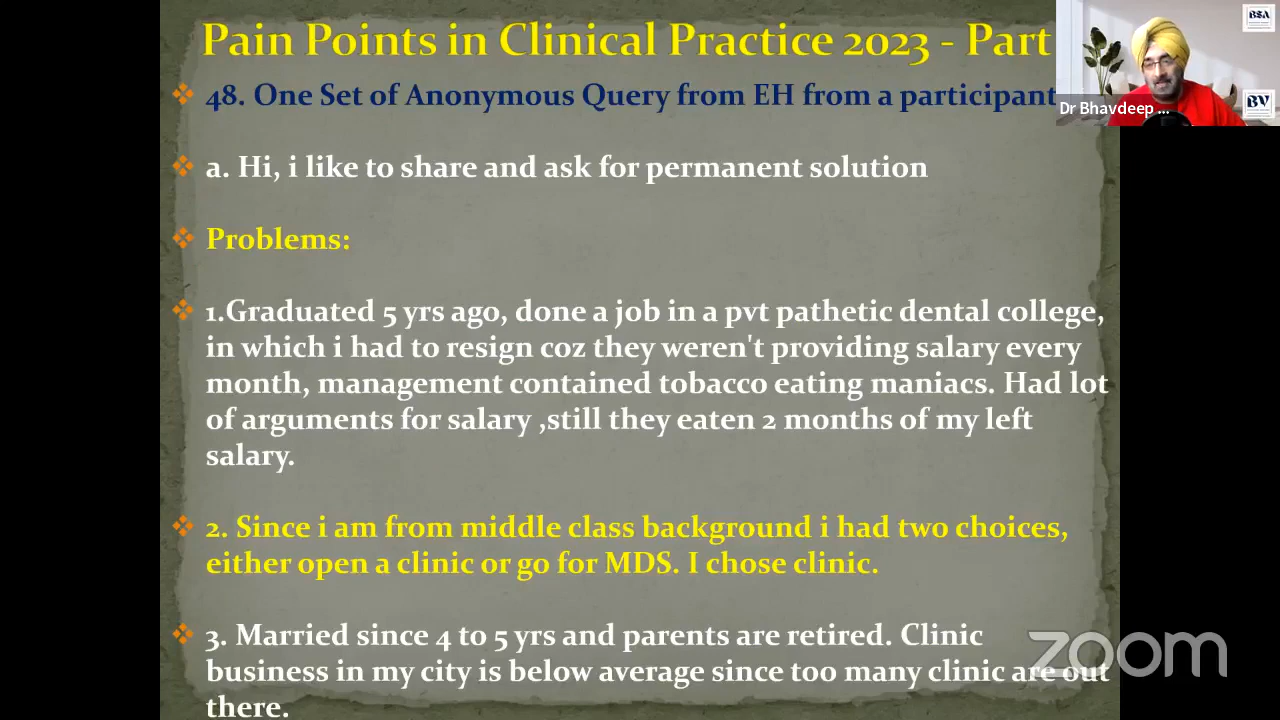 Pain Points in Clinical Practice 2023 - Part
48. One Set of Anonymous Query from EH from a participant
a. Hi, i like to share and ask for permanent solution
Problems:
1.Graduated 5 yrs ago, done a job in a pvt pathetic dental college,
in which i had to resign coz they weren't providing salary every
month, management contained tobacco eating maniacs. Had lot
of arguments for salary ,still they eaten 2 months of my left
salary.
2. Since i am from middle class background i had two choices,
either open a clinic or go for MDS. I chose clinic.
3. Married since 4 to 5 yrs and parents are retired. Clinic
business in my city is below average since too many clinic are out
there.
Dr Bhavdeep ...
BSA
BV
zoom